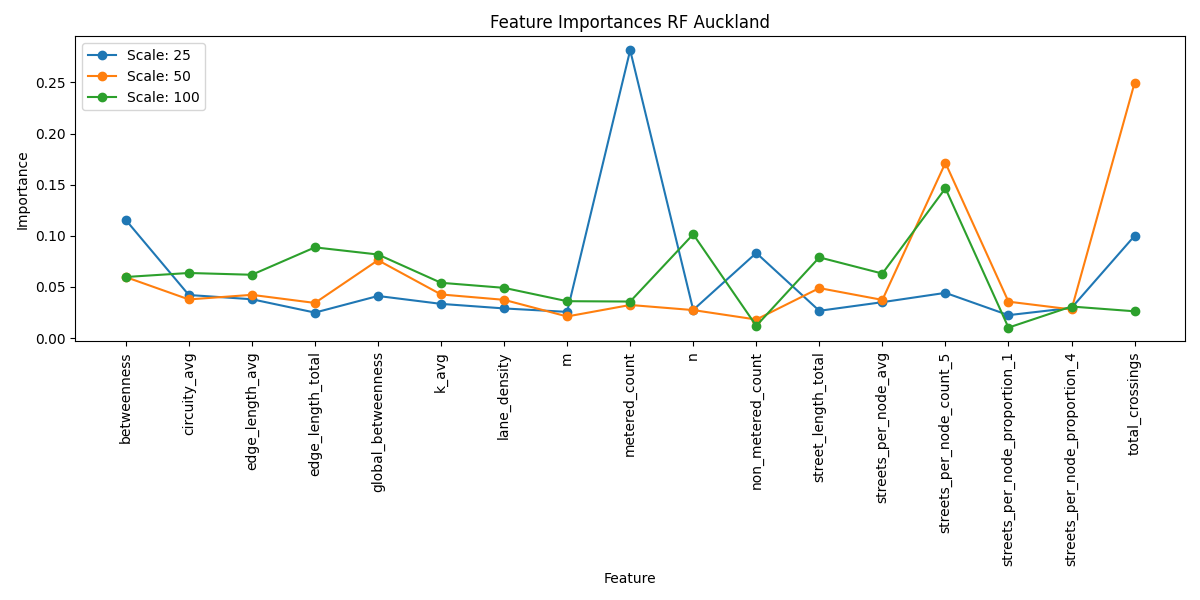 Feature Importances RF Auckland
Scale: 25
Scale: 50
Scale: 100
Importance
0.25
0.20
0.15
0.10
0.05
0.00
betweenness
circuity_avg
edge_length_avg
edge_length_total
global_betweenness
k_avg
lane_density
m
metered_count
n
non_metered_count
street_length_total
streets_per_node_avg
streets_per_node_count_5
streets_per_node_proportion_1
streets_per_node_proportion_4
total_crossings
Feature